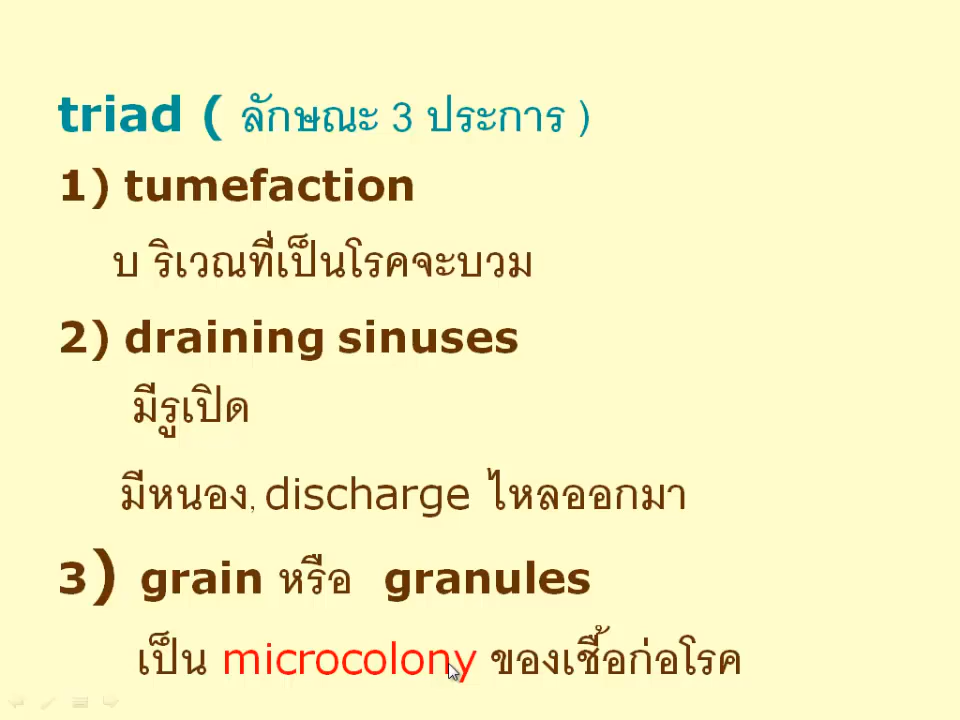 triad ( ลักษณะ 3 ประการ )
1) tumefaction
บ ริเวณที่เป็นโรคจะบวม
2) draining sinuses
มีรูเปิด
มีหนอง, discharge ไหลออกมา
3) grain หรือ granules
เป็น microcolony ของเชื้อก่อโรค